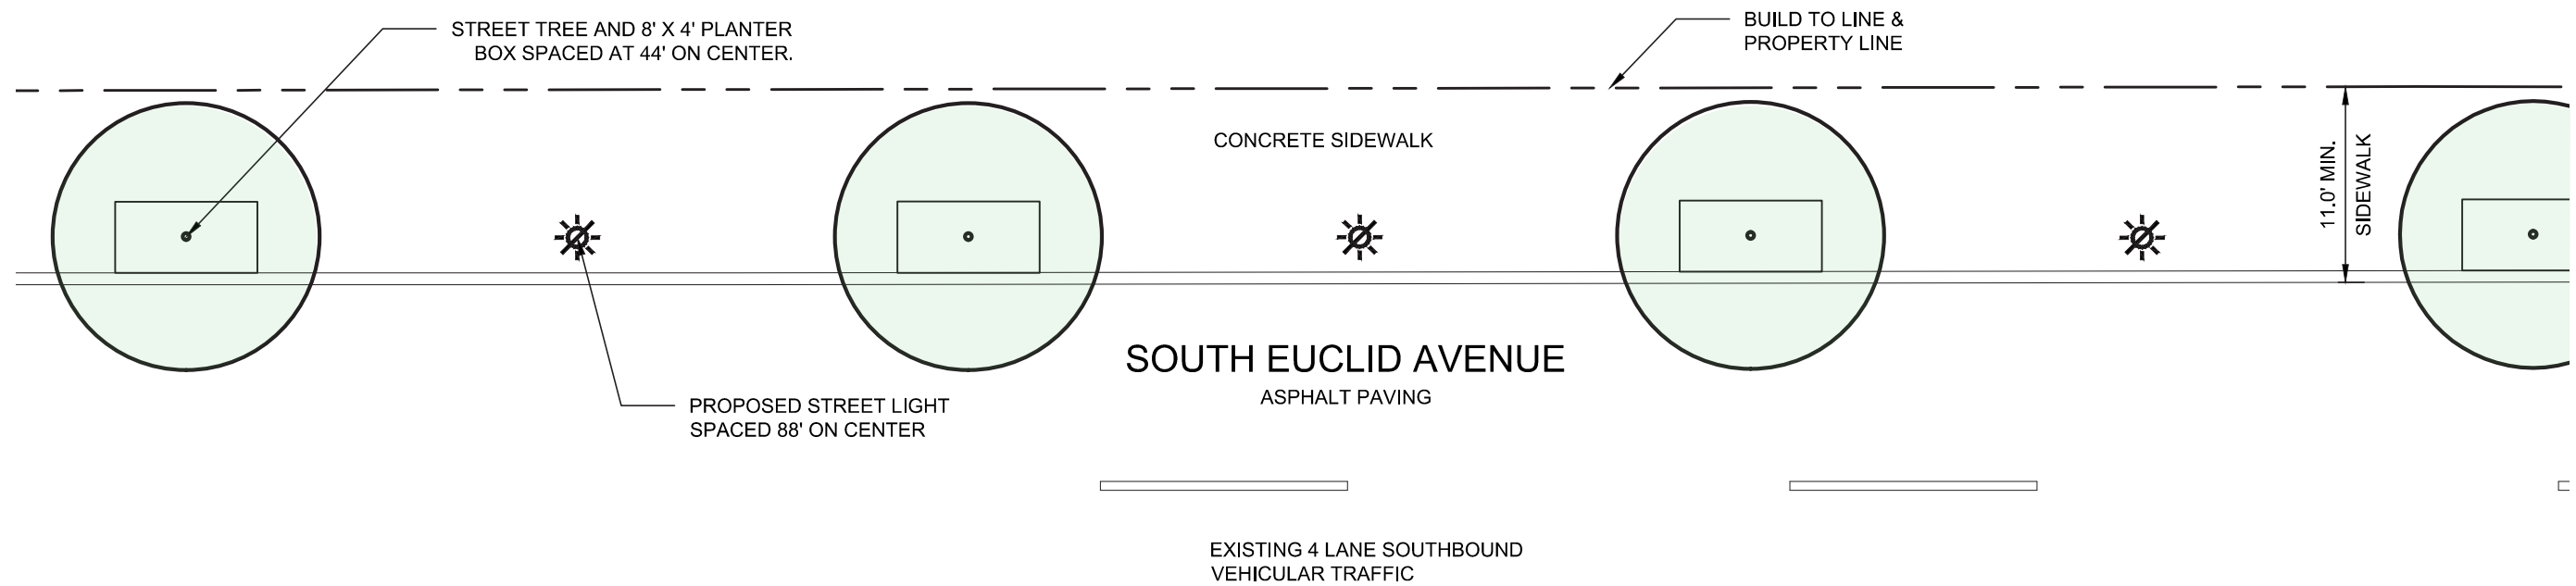 STREET TREE AND 8' X 4' PLANTER
BOX SPACED AT 44' ON CENTER.
BUILD TO LINE &
PROPERTY LINE
CONCRETE SIDEWALK
11.0' MIN.
SIDEWALK
SOUTH EUCLID AVENUE
ASPHALT PAVING
PROPOSED STREET LIGHT
SPACED 88' ON CENTER
EXISTING 4 LANE SOUTHBOUND
VEHICULAR TRAFFIC